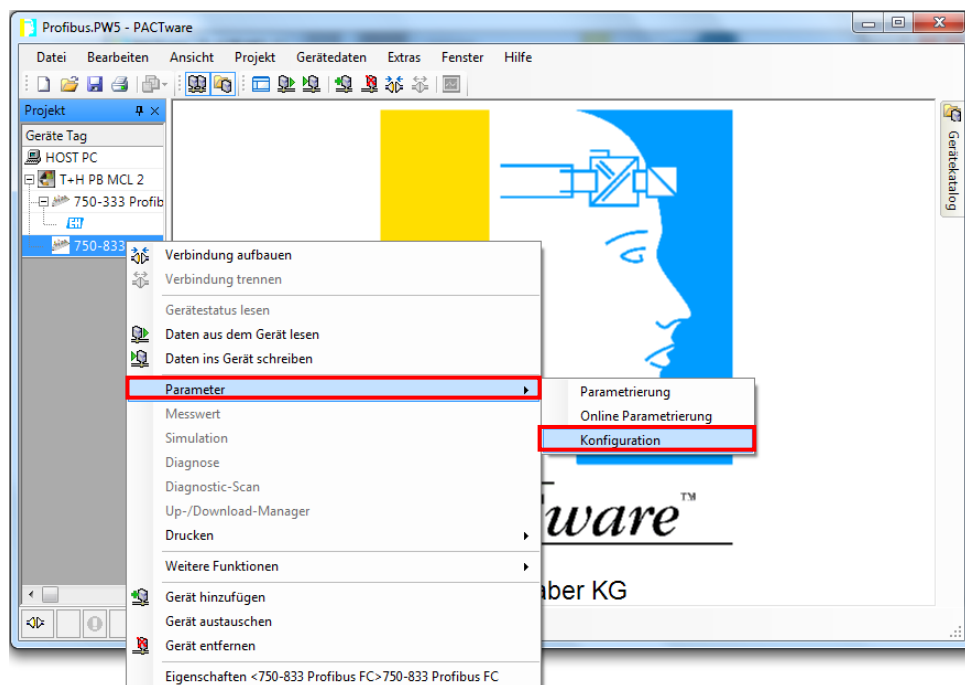 Profibus.PW5 - PACTware
Datei Bearbeiten Ansicht Projekt Gerätedaten Extras Fenster Hilfe
Projekt
Geräte Tag
HOST PC
T+H PB MCL 2
750-333 Profib
EH
750-833
Gerätekatalog
Verbindung aufbauen
Verbindung trennen
Gerätestatus lesen
Daten aus dem Gerät lesen
Daten ins Gerät schreiben
Parameter
Messwert
Simulation
Diagnose
Diagnostic-Scan
Up-/Download-Manager
Drucken
Weitere Funktionen
Gerät hinzufügen
Gerät austauschen
Gerät entfernen
Eigenschaften <750-833 Profibus FC>750-833 Profibus FC
Parametrierung
Online Parametrierung
Konfiguration
ware™
aber KG